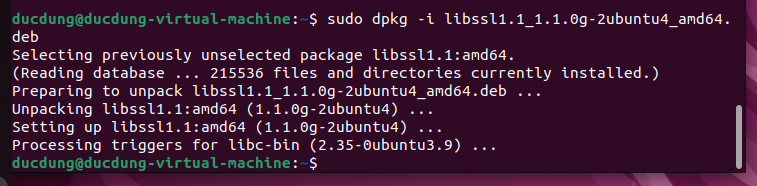 ducdung@ducdung-virtual-machine:~$ sudo dpkg -i libssl1.1_1.1.0g-2ubuntu4_amd64.
deb
Selecting previously unselected package libssl1.1:amd64.
(Reading database ... 215536 files and directories currently installed.)
Preparing to unpack libssl1.1_1.1.0g-2ubuntu4_amd64.deb ...
Unpacking libssl1.1:amd64 (1.1.0g-2ubuntu4) ...
Setting up libssl1.1:amd64 (1.1.0g-2ubuntu4) ...
Processing triggers for libc-bin (2.35-0ubuntu3.9) ...
ducdung@ducdung-virtual-machine:~$